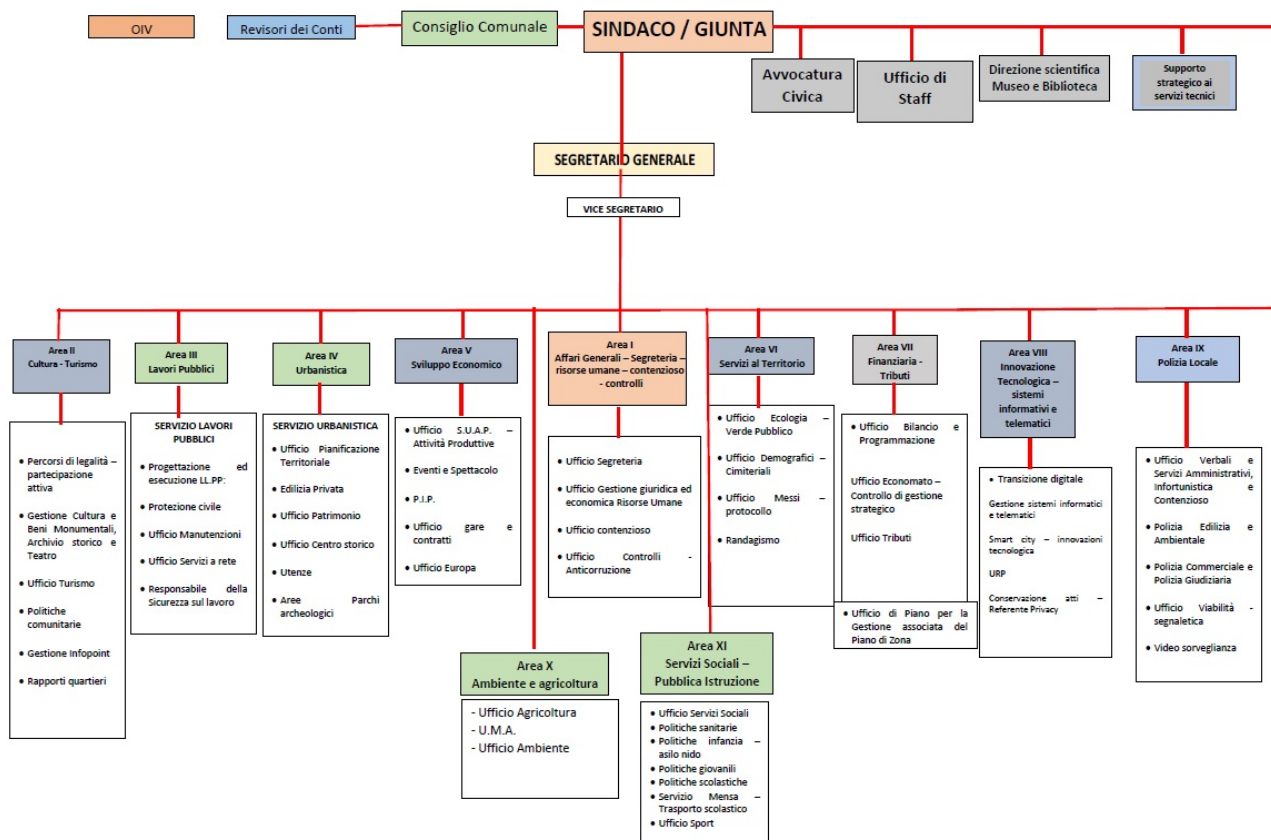 OIV
Revisori dei Conti
Consiglio Comunale
SINDACO / GIUNTA
Avvocatura
Civica
Ufficio di
Staff
Direzione scientifica
Museo e Biblioteca
Supporto
strategico ai
servizi tecnici
SEGRETARIO GENERALE
VICE SEGRETARIO
Area II
Cultura - Turismo
• Percorsi di legalità –
partecipazione
attiva
• Gestione Cultura e
Beni Monumentali,
Archivio storico e
Teatro
• Ufficio Turismo
• Politiche
comunitarie
• Gestione Infopoint
• Rapporti quartieri
Area III
Lavori Pubblici
SERVIZIO LAVORI
PUBBLICI
• Progettazione ed
esecuzione LL.PP:
• Protezione civile
• Ufficio Manutenzioni
• Ufficio Servizi a rete
• Responsabile della
Sicurezza sul lavoro
Area IV
Urbanistica
SERVIZIO URBANISTICA
• Ufficio Pianificazione
Territoriale
• Edilizia Privata
• Ufficio Patrimonio
• Ufficio Centro storico
• Utenze
• Aree Parchi
archeologici
Area V
Sviluppo Economico
• Ufficio S.U.A.P. –
Attività Produttive
• Eventi e Spettacolo
• P.I.P.
• Ufficio gare e
contratti
• Ufficio Europa
Area I
Affari Generali – Segreteria –
risorse umane – contenzioso
- controlli
• Ufficio Segreteria
• Ufficio Gestione giuridica ed
economica Risorse Umane
• Ufficio contenzioso
• Ufficio Controlli -
Anticorruzione
Area VI
Servizi al Territorio
• Ufficio Ecologia –
Verde Pubblico
• Ufficio Demografici –
Cimiteriali
• Ufficio Messi –
protocollo
• Randagismo
Area VII
Finanziaria -
Tributi
• Ufficio Bilancio e
Programmazione
Ufficio Economato –
Controllo di gestione
strategico
Ufficio Tributi
• Ufficio di Piano per la
Gestione associata del
Piano di Zona
Area VIII
Innovazione
Tecnologica –
sistemi
informativi e
telematici
• Transizione digitale
Gestione sistemi informatici
e telematici
Smart city – innovazioni
tecnologica
URP
Conservazione atti –
Referente Privacy
Area IX
Polizia Locale
• Ufficio Verbali e
Servizi Amministrativi,
Infortunistica e
Contenzioso
• Polizia Edilizia e
Ambientale
• Polizia Commerciale e
Polizia Giudiziaria
• Ufficio Viabilità -
segnaletica
• Video sorveglianza
Area X
Ambiente e agricoltura
- Ufficio Agricoltura
- U.M.A.
- Ufficio Ambiente
Area XI
Servizi Sociali –
Pubblica Istruzione
• Ufficio Servizi Sociali
• Politiche sanitarie
• Politiche infanzia –
asilo nido
• Politiche giovanili
• Politiche scolastiche
• Servizio Mensa –
Trasporto scolastico
• Ufficio Sport